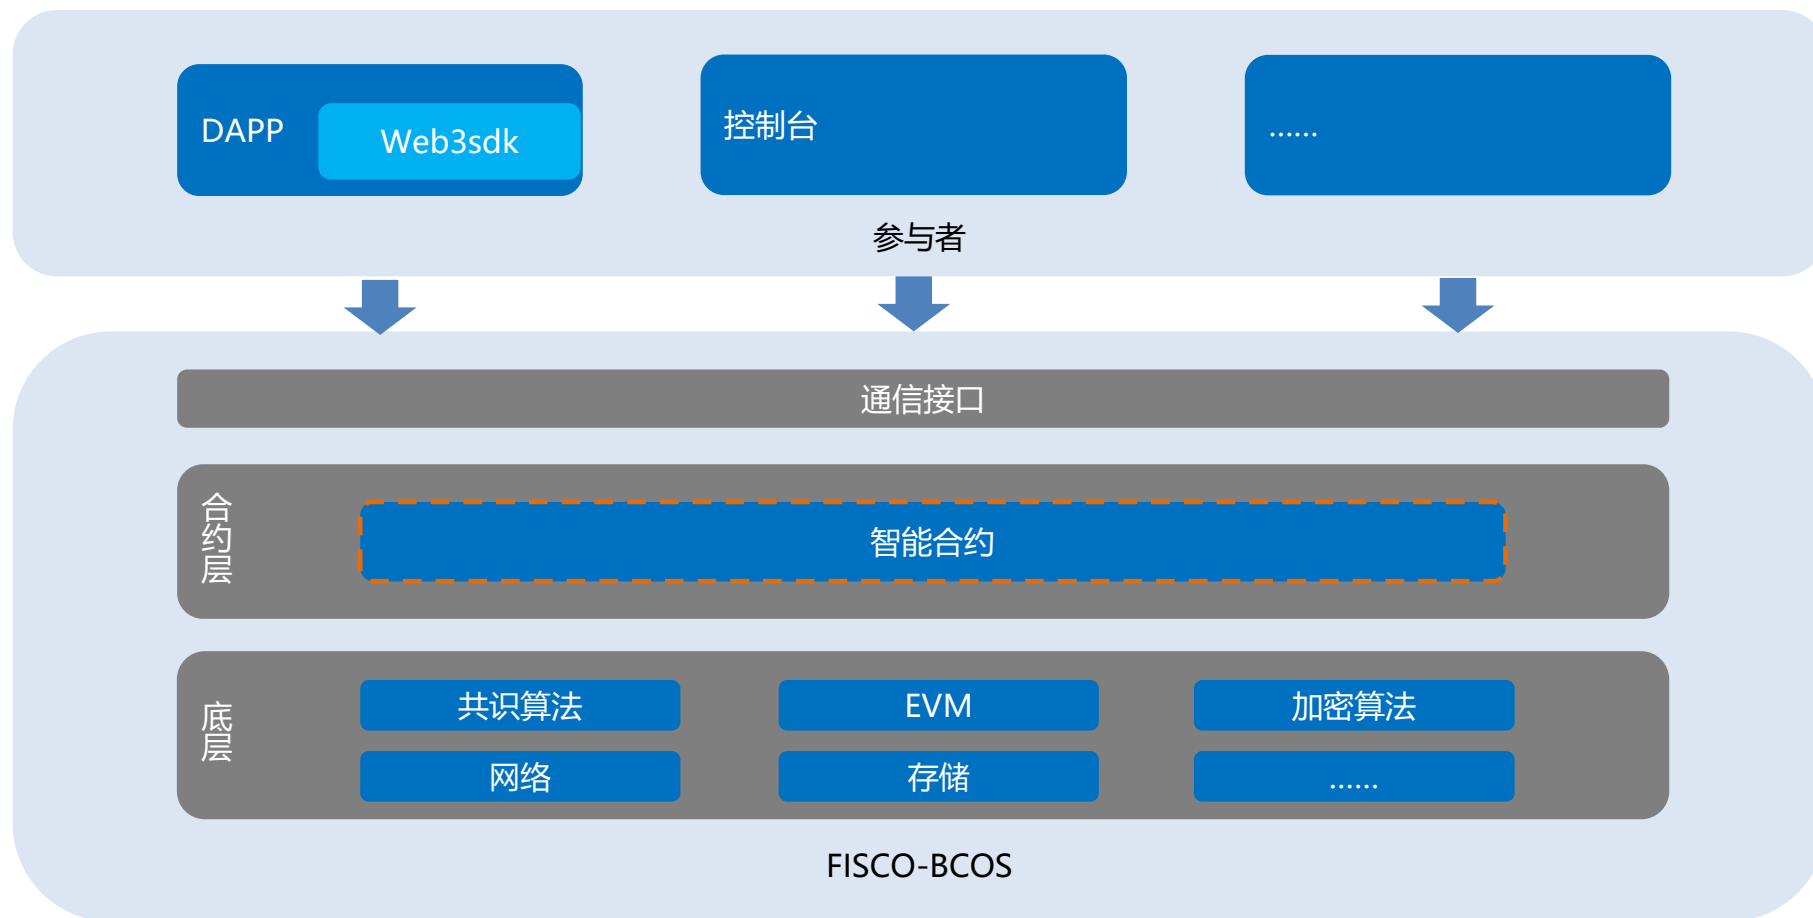 DAPP
Web3sdk
控制台
......
参与者
通信接口
合约层
智能合约
底层
共识算法
EVM
加密算法
网络
存储
......
FISCO-BCOS